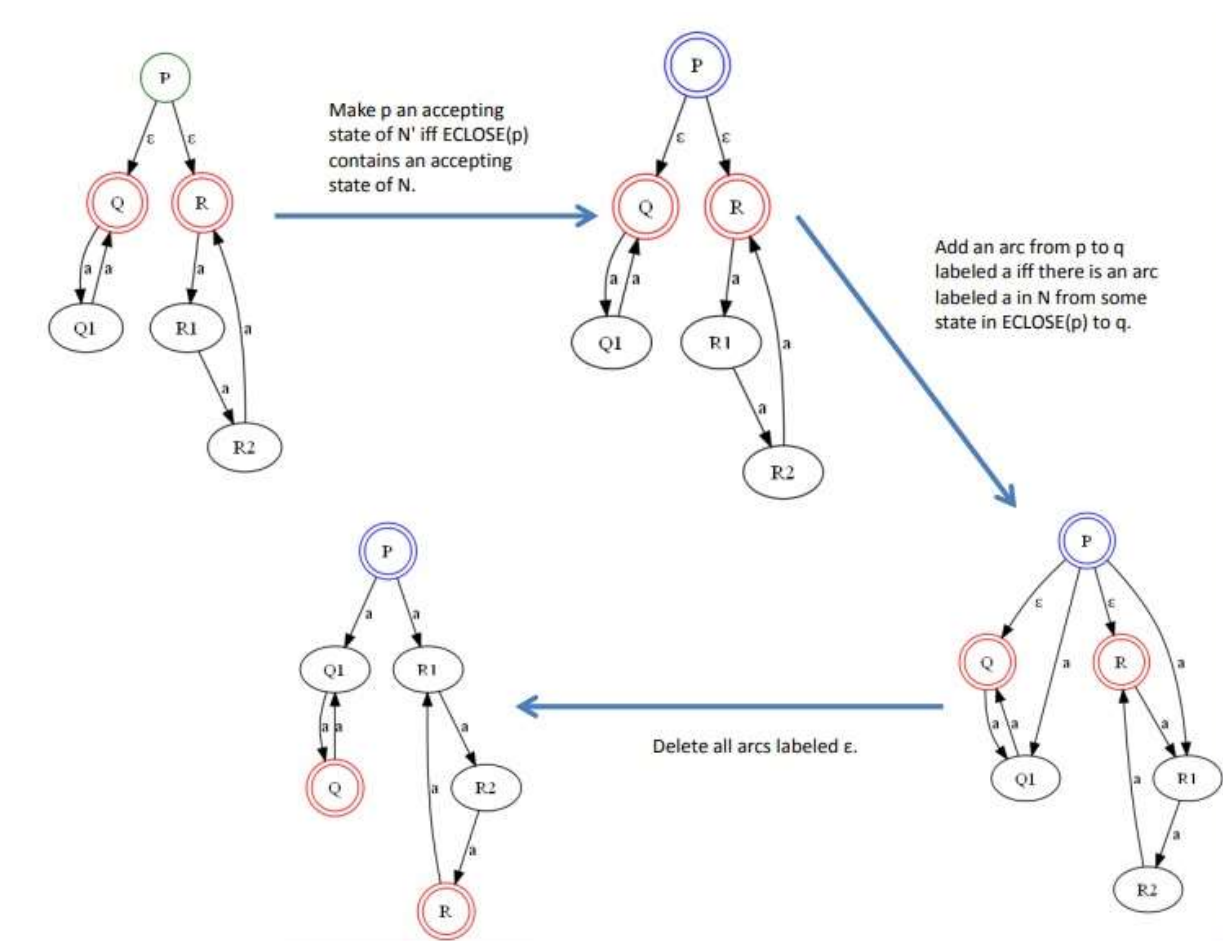 P
ε ε
Q R
a a a
Q1 R1
a
a
R2
Make p an accepting
state of N' iff ECLOSE(p)
contains an accepting
state of N.
P
ε ε
Q R
a a a
Q1 R1
a
a
R2
Add an arc from p to q
labeled a iff there is an arc
labeled a in N from some
state in ECLOSE(p) to q.
P
ε ε
Q a R a
a a a
Q1 a R1
a
R2
Delete all arcs labeled ε.
P
a a
Q1 R1
a a a
Q a R2
a
R